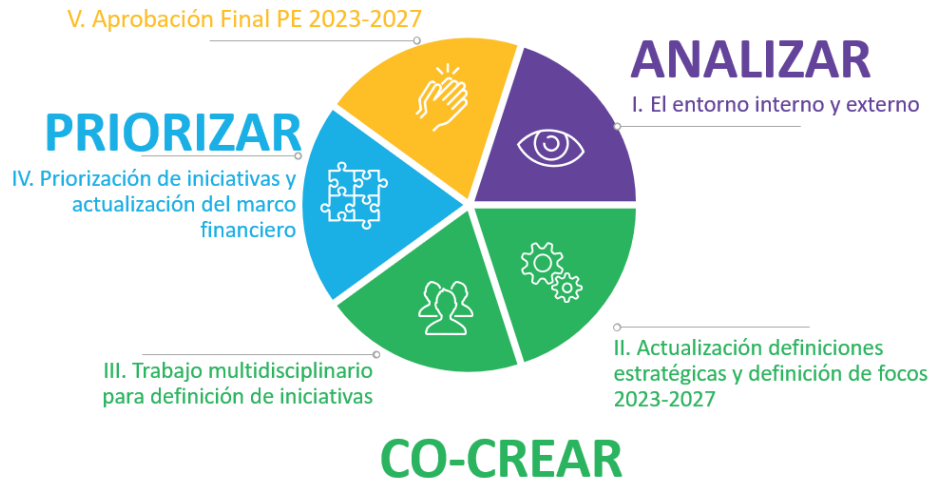 V. Aprobación Final PE 2023-2027
ANALIZAR
I. El entorno interno y externo
PRIORIZAR
IV. Priorización de iniciativas y
actualización del marco
financiero
II. Actualización definiciones
estratégicas y definición de focos
2023-2027
III. Trabajo multidisciplinario
para definición de iniciativas
CO-CREAR